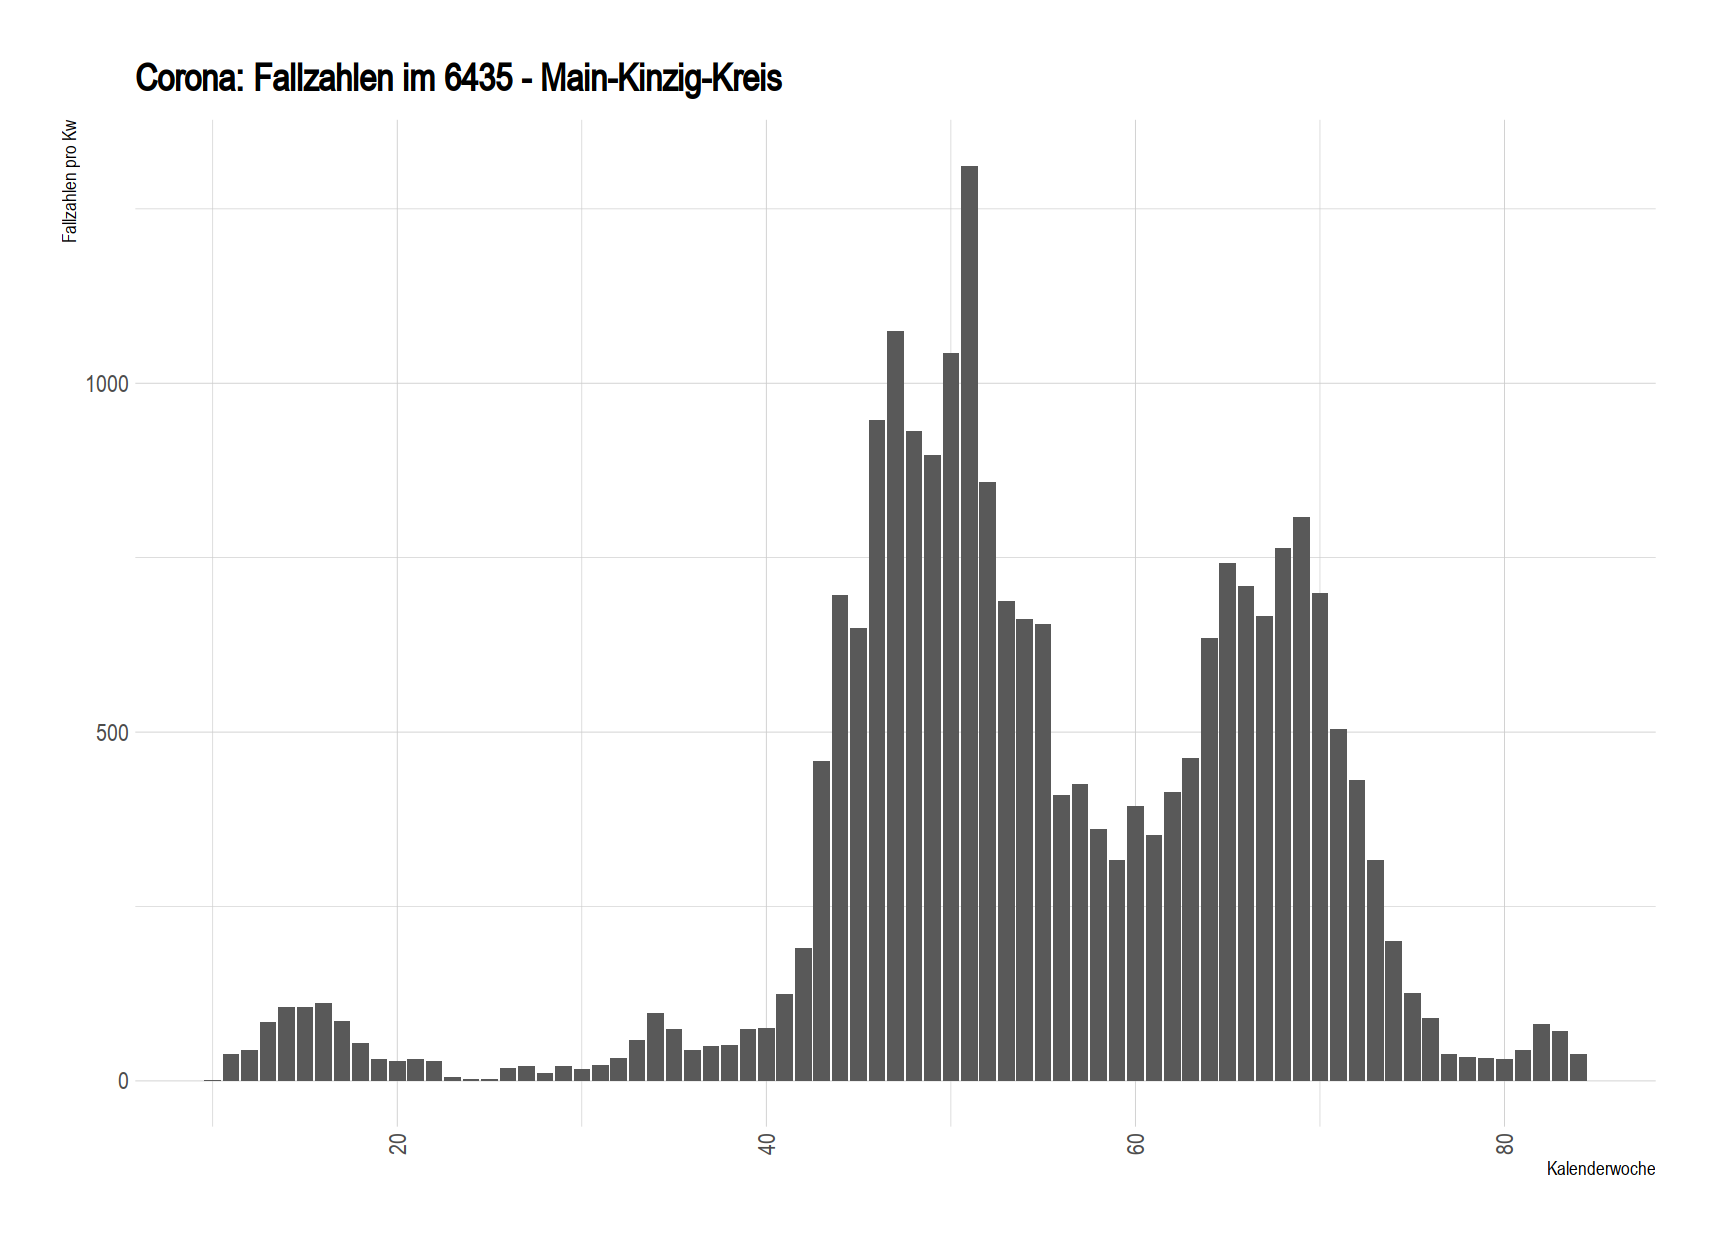 Corona: Fallzahlen im 6435 - Main-Kinzig-Kreis
Fallzahlen pro Kw
1000
500
0
20
40
60
80
Kalenderwoche